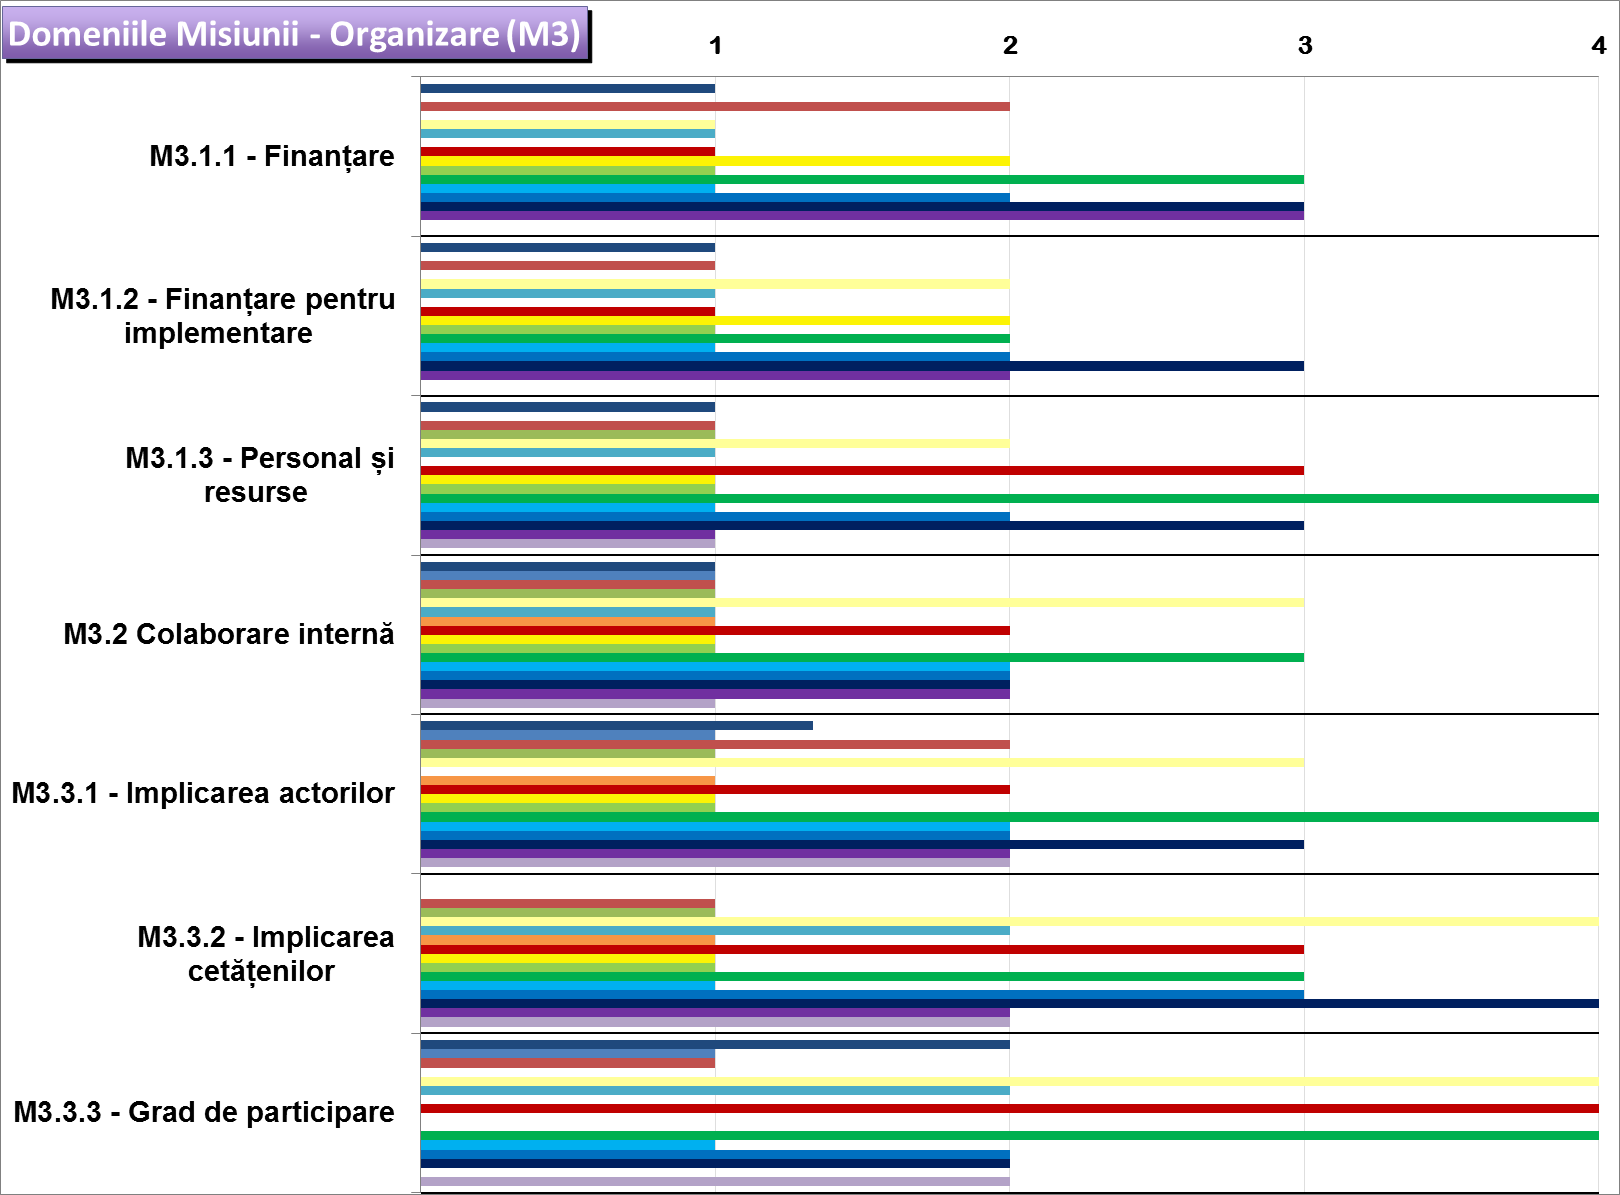 Domeniile Misiunii - Organizare (M3)
1 2 3 4
M3.1.1 - Finanțare
M3.1.2 - Finanțare pentru
implementare
M3.1.3 - Personal și
resurse
M3.2 Colaborare internă
M3.3.1 - Implicarea actorilor
M3.3.2 - Implicarea
cetățenilor
M3.3.3 - Grad de participare